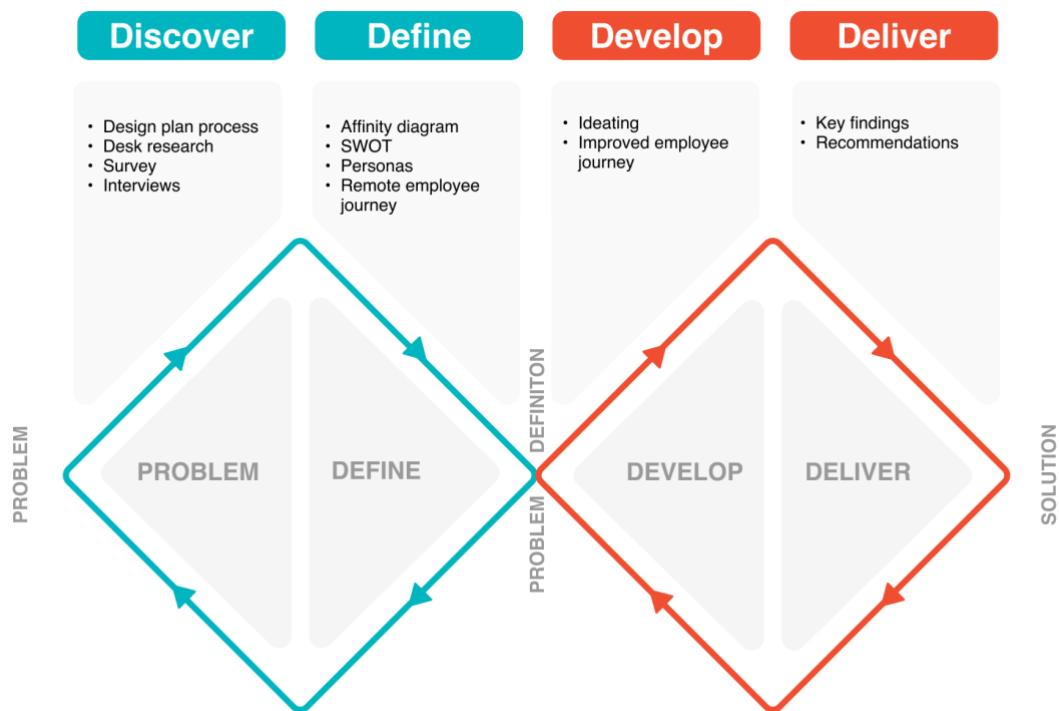 Discover
Define
Develop
Deliver
• Design plan process
• Desk research
• Survey
• Interviews
• Affinity diagram
• SWOT
• Personas
• Remote employee
journey
• Ideating
• Improved employee
journey
• Key findings
• Recommendations
PROBLEM
PROBLEM
DEFINE
PROBLEM DEFINITON
DEVELOP
DELIVER
SOLUTION